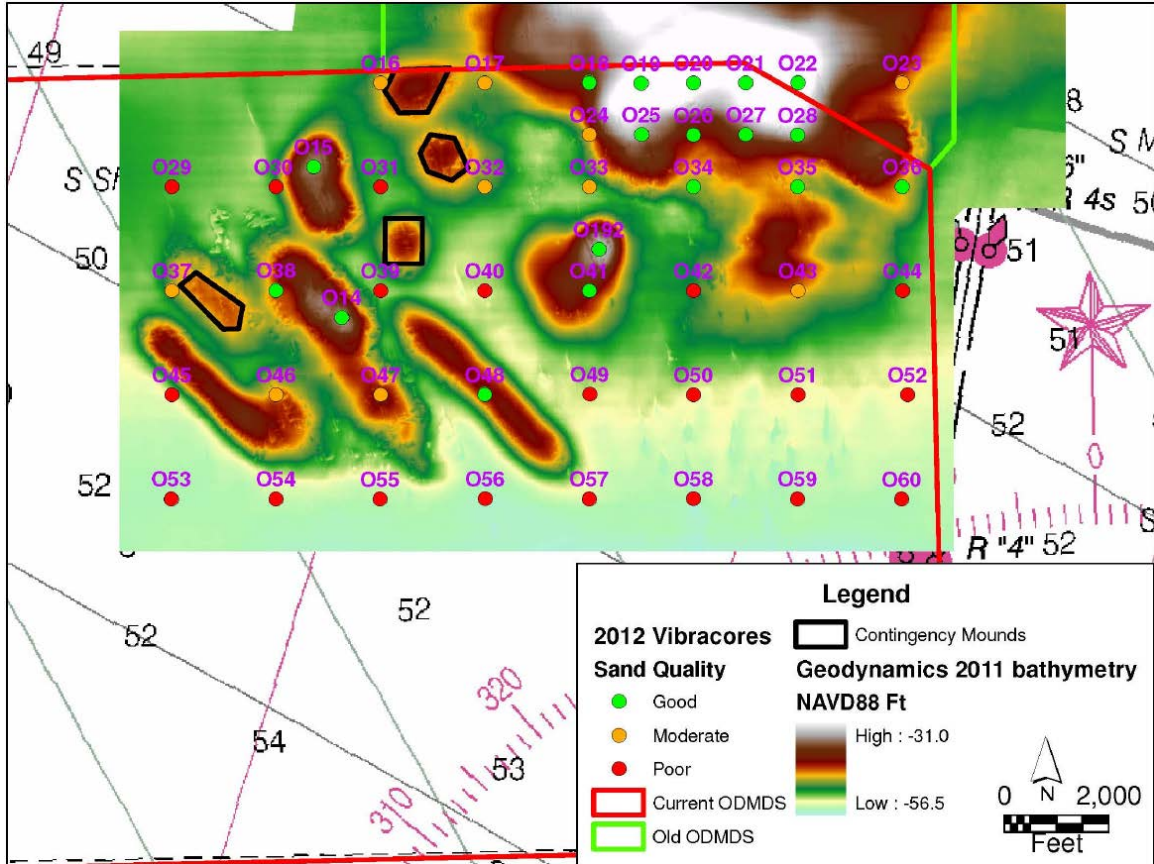 49
O16 O17 O18 O19 O20 O21 O22 O23
8
O24 O25 O26 O27 O28
S M
O29 O30 O15 O31 O32 O33 O34 O35 O36
6"
S
R 4s
50
O192
51
50
O37 O38 O39 O40 O41 O42 O43 O44
O14
51
O45 O46 O47 O48 O49 O50 O51 O52
52
52
O53 O54 O55 O56 O57 O58 O59 O60
0
R "4"
52
52
52
320
54
53
310
Legend
2012 Vibracores
Contingency Mounds
Sand Quality
Geodynamics 2011 bathymetry
Good
NAVD88 Ft
Moderate
High : -31.0
Poor
Current ODMDS
Low : -56.5
Old ODMDS
N
0 2,000
Feet